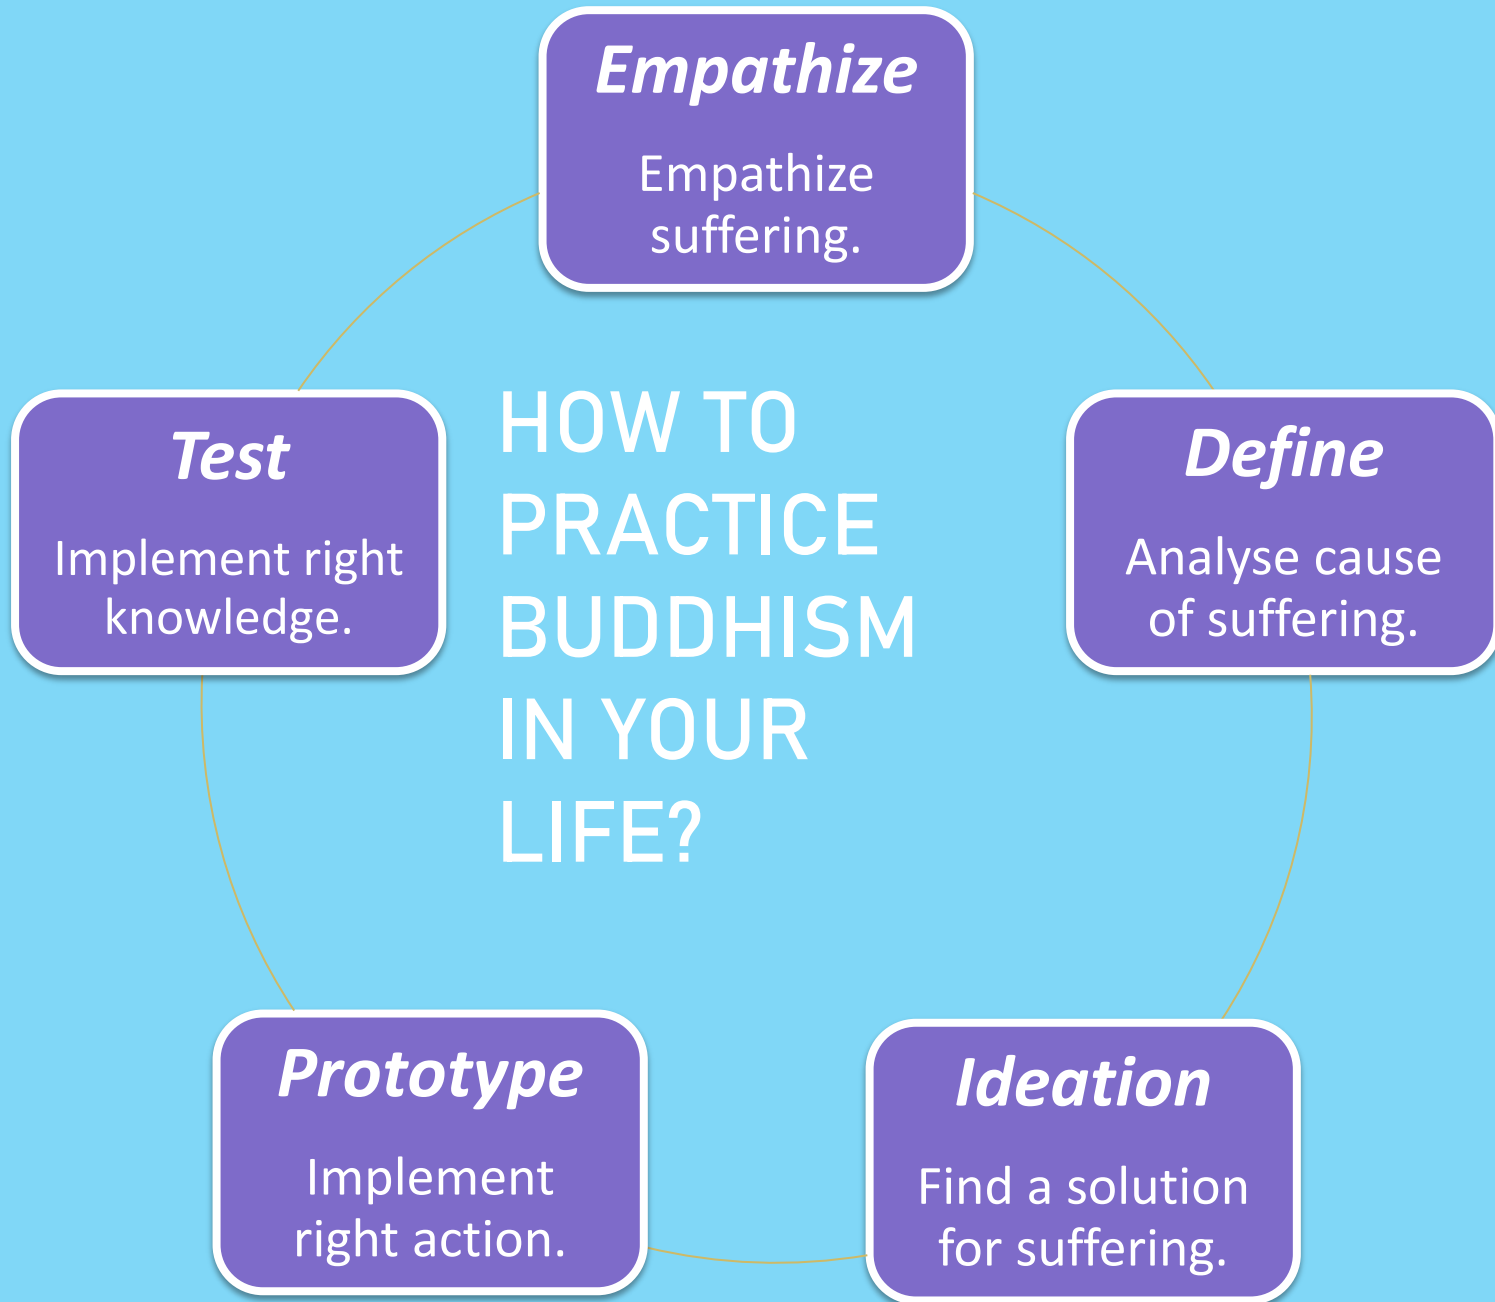 Empathize
Empathize
suffering.
HOW TO
PRACTICE
BUDDHISM
IN YOUR
LIFE?
Define
Analyse cause
of suffering.
Ideation
Find a solution
for suffering.
Prototype
Implement
right action.
Test
Implement right
knowledge.